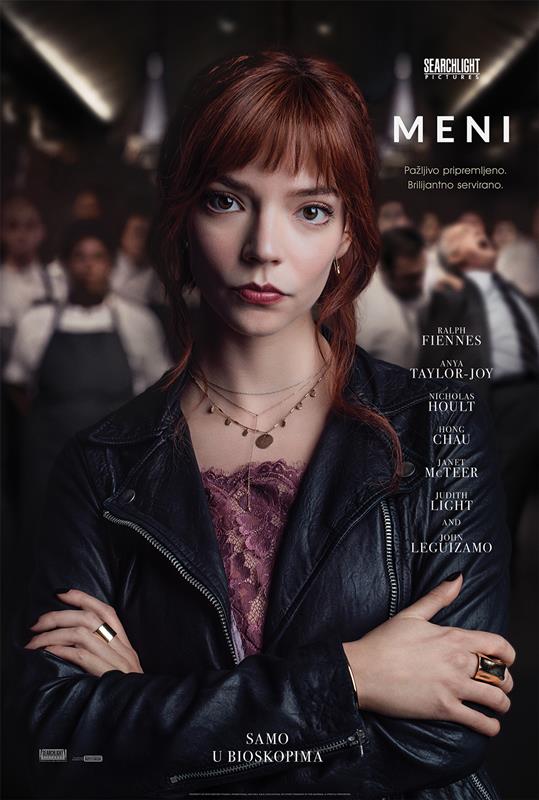 SEARCHLIGHT
PICTURES
MENI
Pažljivo pripremljeno.
Brilijantno servirano.
RALPH
FIENNES
ANYA
TAYLOR-JOY
NICHOLAS
HOULT
HONG
CHAU
JANET
McTEER
JUDITH
LIGHT
AND
JOHN
LEGUIZAMO
SAMO
U BIOSKOPIMA
SEARCHLIGHT